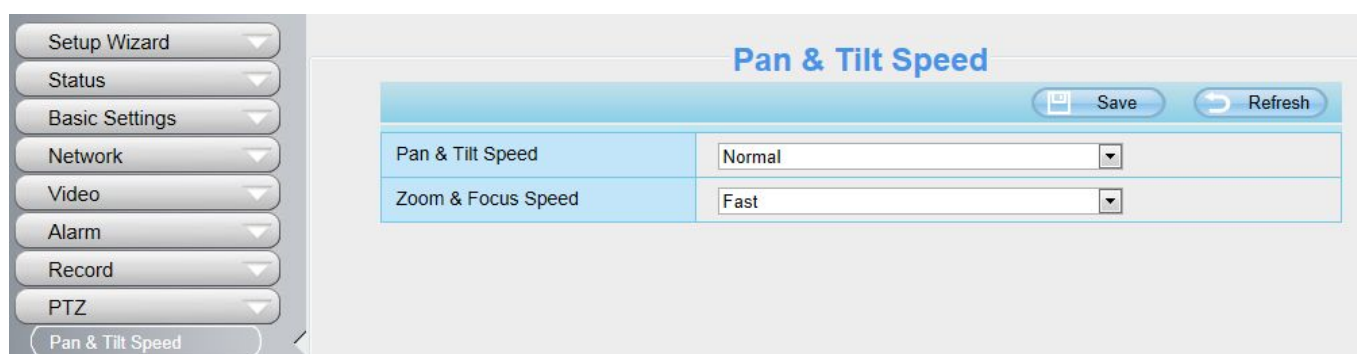 Setup Wizard
Status
Basic Settings
Network
Video
Alarm
Record
PTZ
Pan & Tilt Speed
Pan & Tilt Speed
Save Refresh
Pan & Tilt Speed Normal
Zoom & Focus Speed Fast